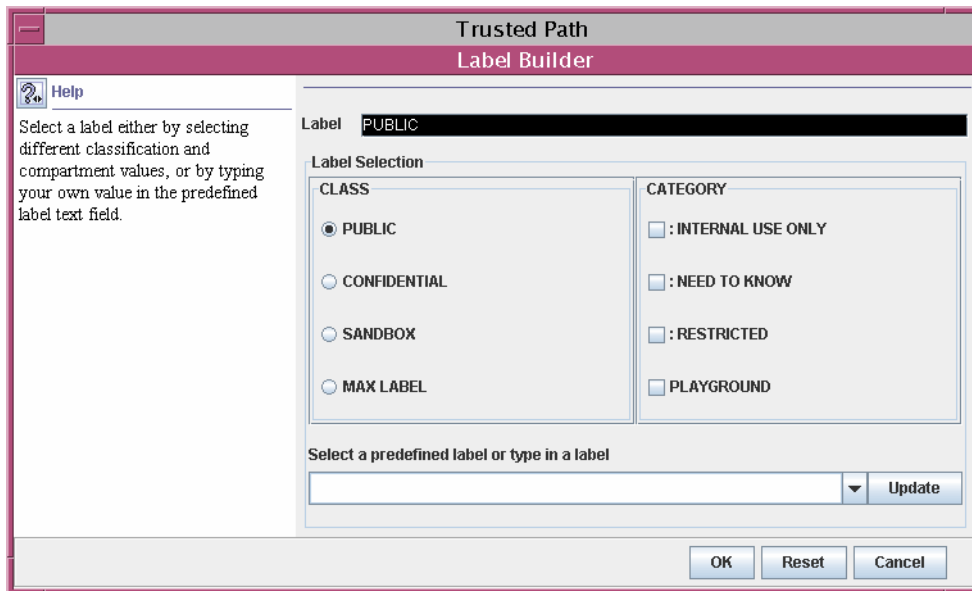 Trusted Path
Label Builder
Help
Select a label either by selecting
different classification and
compartment values, or by typing
your own value in the predefined
label text field.
Label PUBLIC
Label Selection
CLASS
PUBLIC
CONFIDENTIAL
SANDBOX
MAX LABEL
CATEGORY
: INTERNAL USE ONLY
: NEED TO KNOW
: RESTRICTED
PLAYGROUND
Select a predefined label or type in a label
Update
OK Reset Cancel